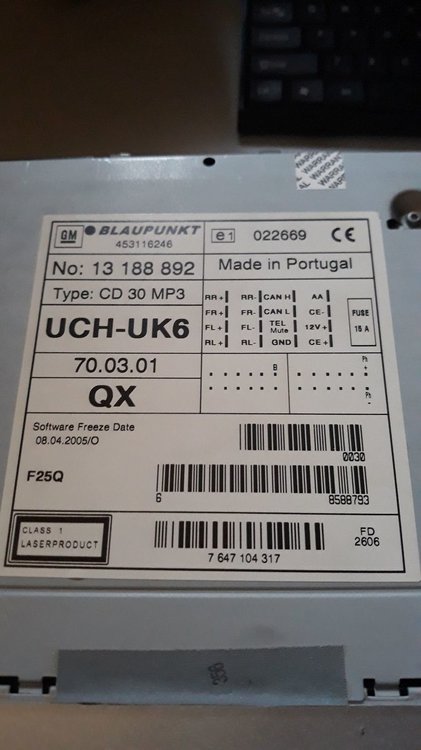 GM BLAUPUNKT
453116246
e1 022669 CE
No: 13 188 892
Made in Portugal
Type: CD 30 MP3
UCH-UK6
70.03.01
QX
RR+ RR- CAN H AA
FR+ FR- CAN L CE-
FL+ FL- TEL Mute 12V+
RL+ RL- GND CE+
FUSE
15 A
B
Ph
+
Ph
-
Software Freeze Date
08.04.2005/O
0030
F25Q
6 8588793
CLASS 1
LASERPRODUCT
7 647 104 317
FD
2606